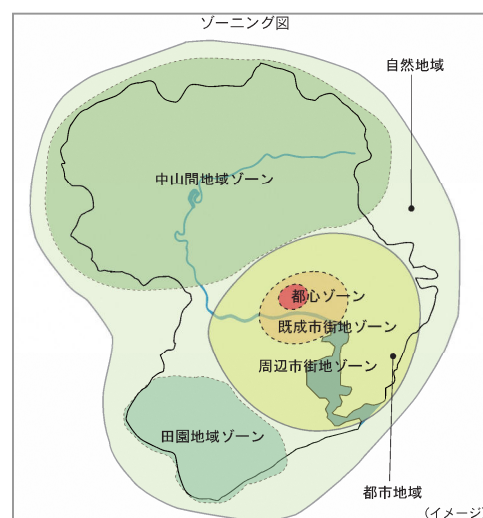 ゾーニング図
自然地域
中山間地域ゾーン
都心ゾーン
既成市街地ゾーン
周辺市街地ゾーン
田園地域ゾーン
都市地域
（イメージ）